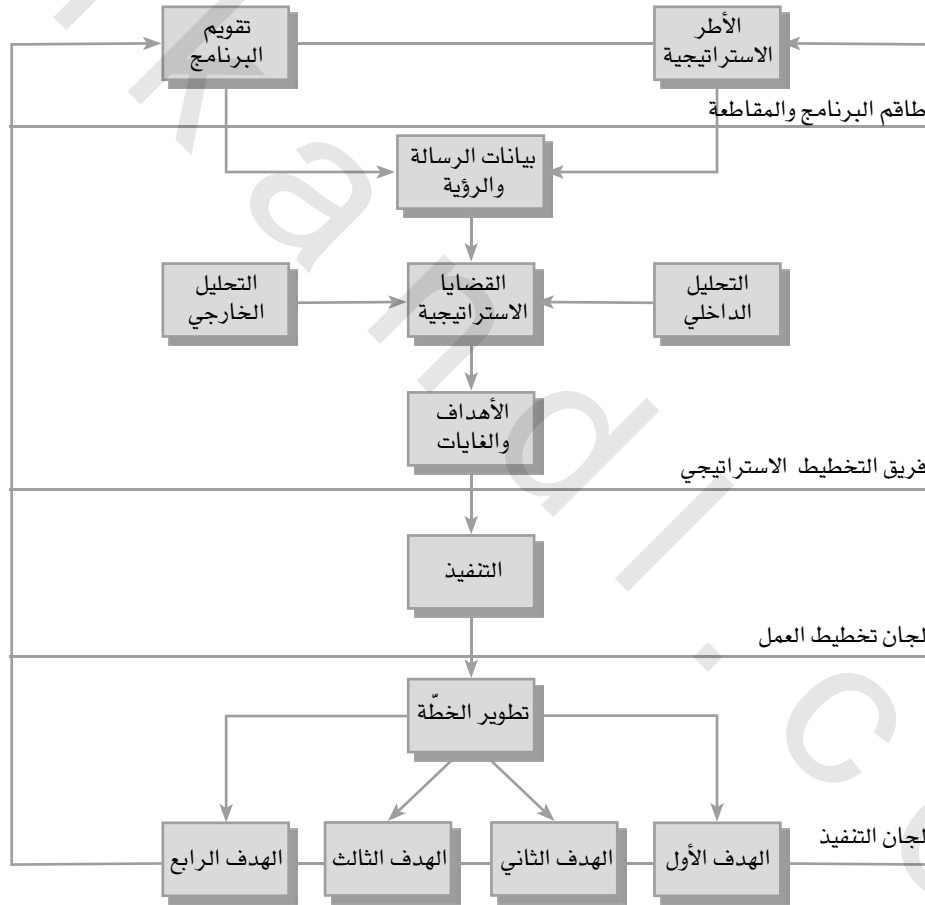 الأطر
الاستراتيجية
تقويم
البرنامج
طاقم البرنامج والمقاطعة
بيانات الرسالة
والرؤية
التحليل
الداخلي
القضايا
الاستراتيجية
التحليل
الخارجي
الأهداف
والغايات
فريق التخطيط الاستراتيجي
التنفيذ
لجان تخطيط العمل
تطوير الخطّة
لجان التنفيذ
الهدف الأول
الهدف الثاني
الهدف الثالث
الهدف الرابع